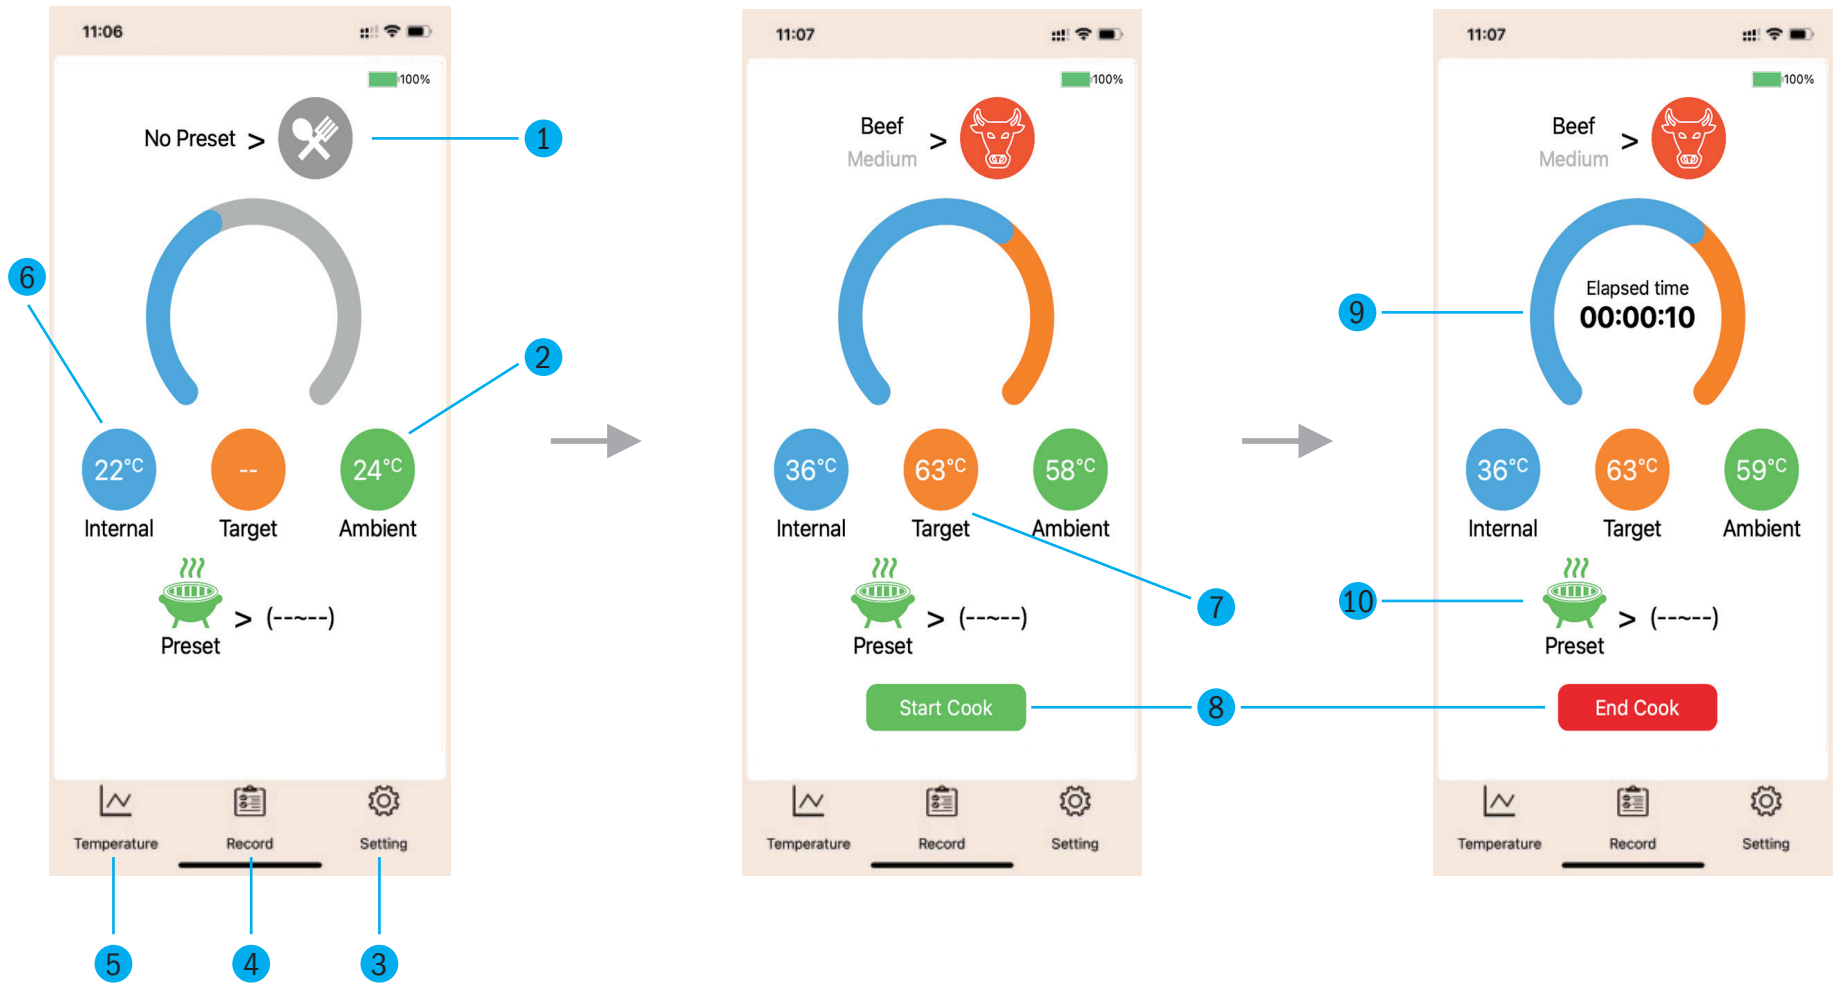 11:06
100%
No Preset >
1
6
2
22°C
--
24°C
Internal
Target
Ambient
> (--~--)
Preset
Temperature
Record
Setting
5
4
3
11:07
100%
Beef
Medium
>
36°C
63°C
58°C
Internal
Target
Ambient
7
> (--~--)
Preset
Start Cook
8
Temperature
Record
Setting
11:07
100%
Beef
Medium
>
9
Elapsed time
00:00:10
36°C
63°C
59°C
Internal
Target
Ambient
10
> (--~--)
Preset
End Cook
Temperature
Record
Setting